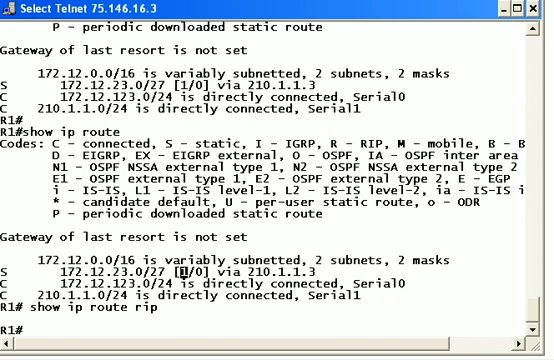 Select Telnet 75.146.16.3
P - periodic downloaded static route
Gateway of last resort is not set
172.12.0.0/16 is variably subnetted, 2 subnets, 2 masks
S 172.12.23.0/27 [1/0] via 210.1.1.3
C 172.12.123.0/24 is directly connected, Serial0
C 210.1.1.0/24 is directly connected, Serial1
R1#
R1#show ip route
Codes: C - connected, S - static, I - IGRP, R - RIP, M - mobile, B - B
D - EIGRP, EX - EIGRP external, O - OSPF, IA - OSPF inter area
N1 - OSPF NSSA external type 1, N2 - OSPF NSSA external type 2
E1 - OSPF external type 1, E2 - OSPF external type 2, E - EGP
i - IS-IS, L1 - IS-IS level-1, L2 - IS-IS level-2, ia - IS-IS i
* - candidate default, U - per-user static route, o - ODR
P - periodic downloaded static route
Gateway of last resort is not set
172.12.0.0/16 is variably subnetted, 2 subnets, 2 masks
S 172.12.23.0/27 [1/0] via 210.1.1.3
C 172.12.123.0/24 is directly connected, Serial0
C 210.1.1.0/24 is directly connected, Serial1
R1# show ip route rip
R1#